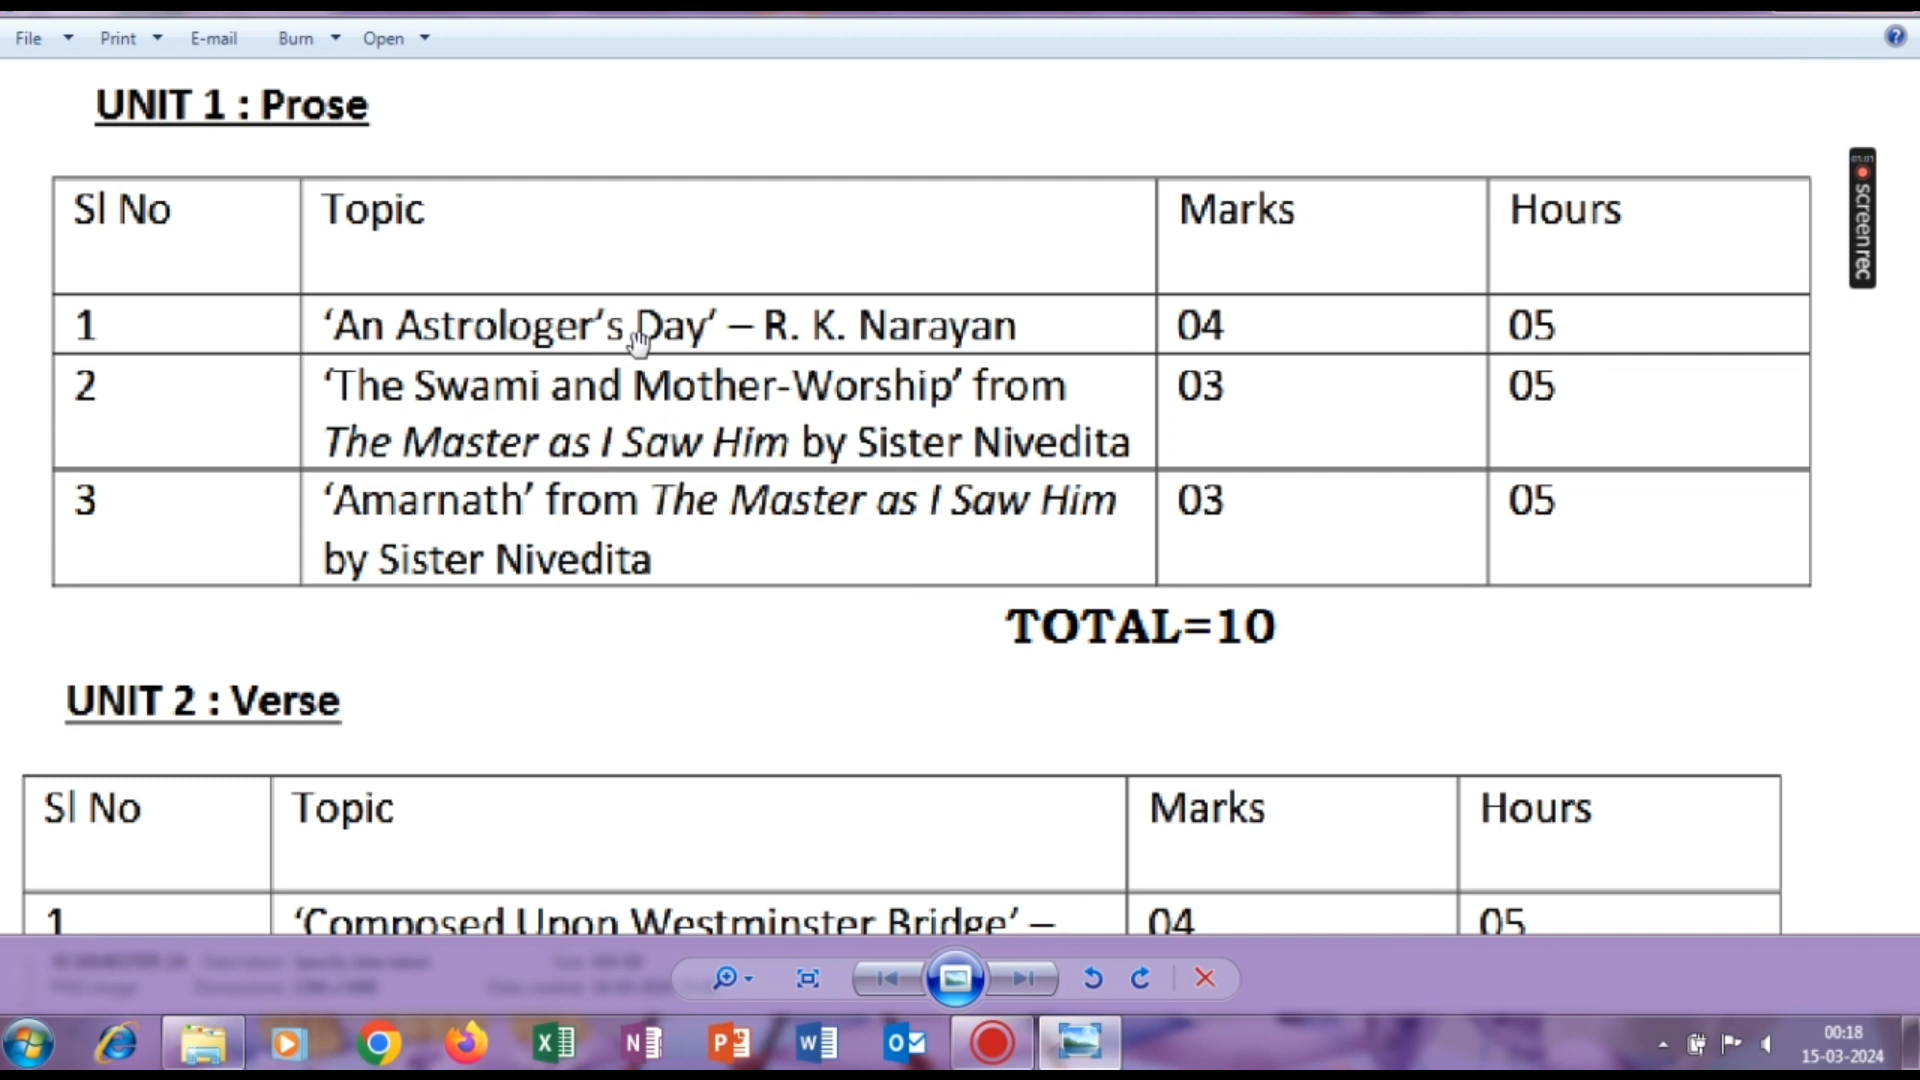 File Print E-mail Burn Open
UNIT 1 : Prose
01:01
screenrec
Sl No Topic Marks Hours
1 ‘An Astrologer’s Day’ – R. K. Narayan 04 05
2 ‘The Swami and Mother-Worship’ from 03 05
The Master as I Saw Him by Sister Nivedita
3 ‘Amarnath’ from The Master as I Saw Him 03 05
by Sister Nivedita
TOTAL=10
UNIT 2 : Verse
Sl No Topic Marks Hours
1 ‘Composed Upon Westminster Bridge’ – 04 05
00:18
15-03-2024